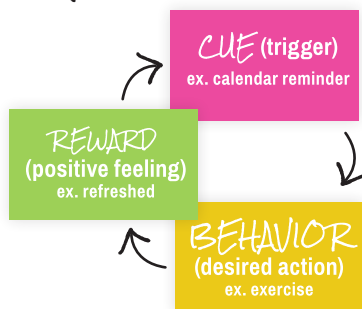 CUE (trigger)
ex. calendar reminder
REWARD
(positive feeling)
ex. refreshed
BEHAVIOR
(desired action)
ex. exercise